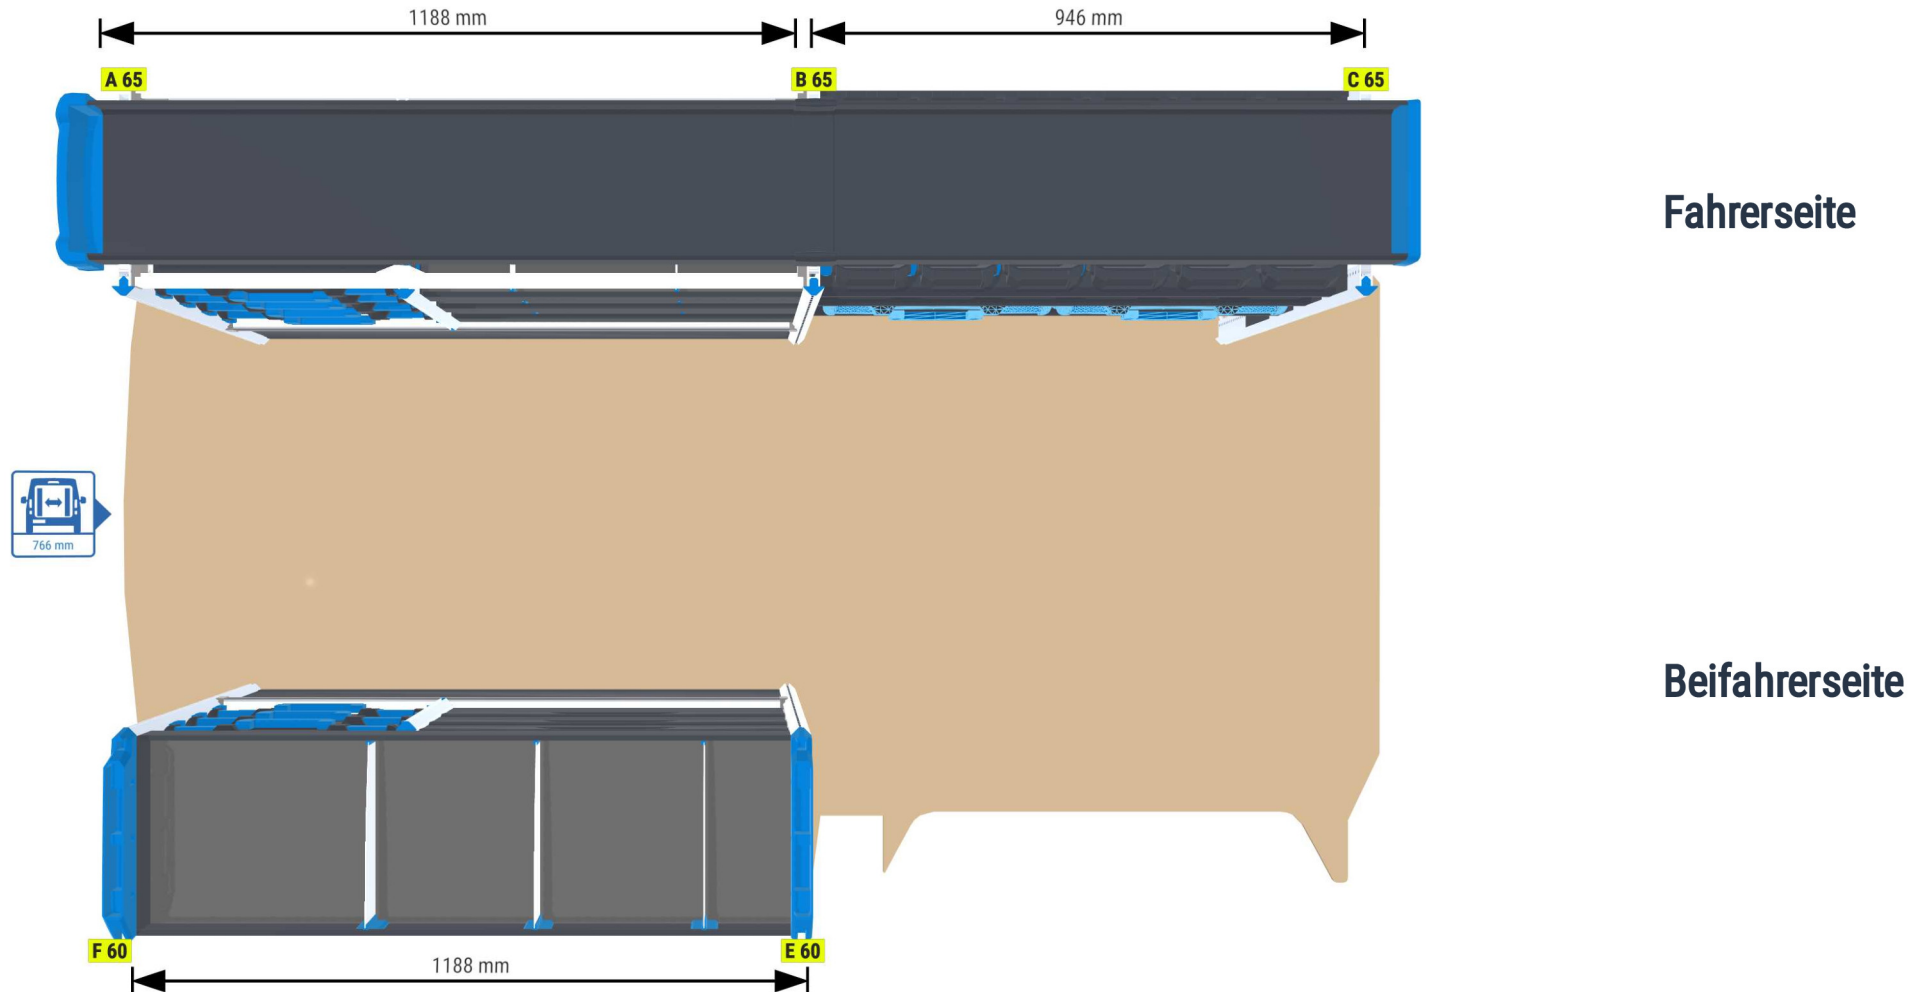 1188 mm
946 mm
A 65
B 65
C 65
Fahrerseite
766 mm
Beifahrerseite
F 60
E 60
1188 mm